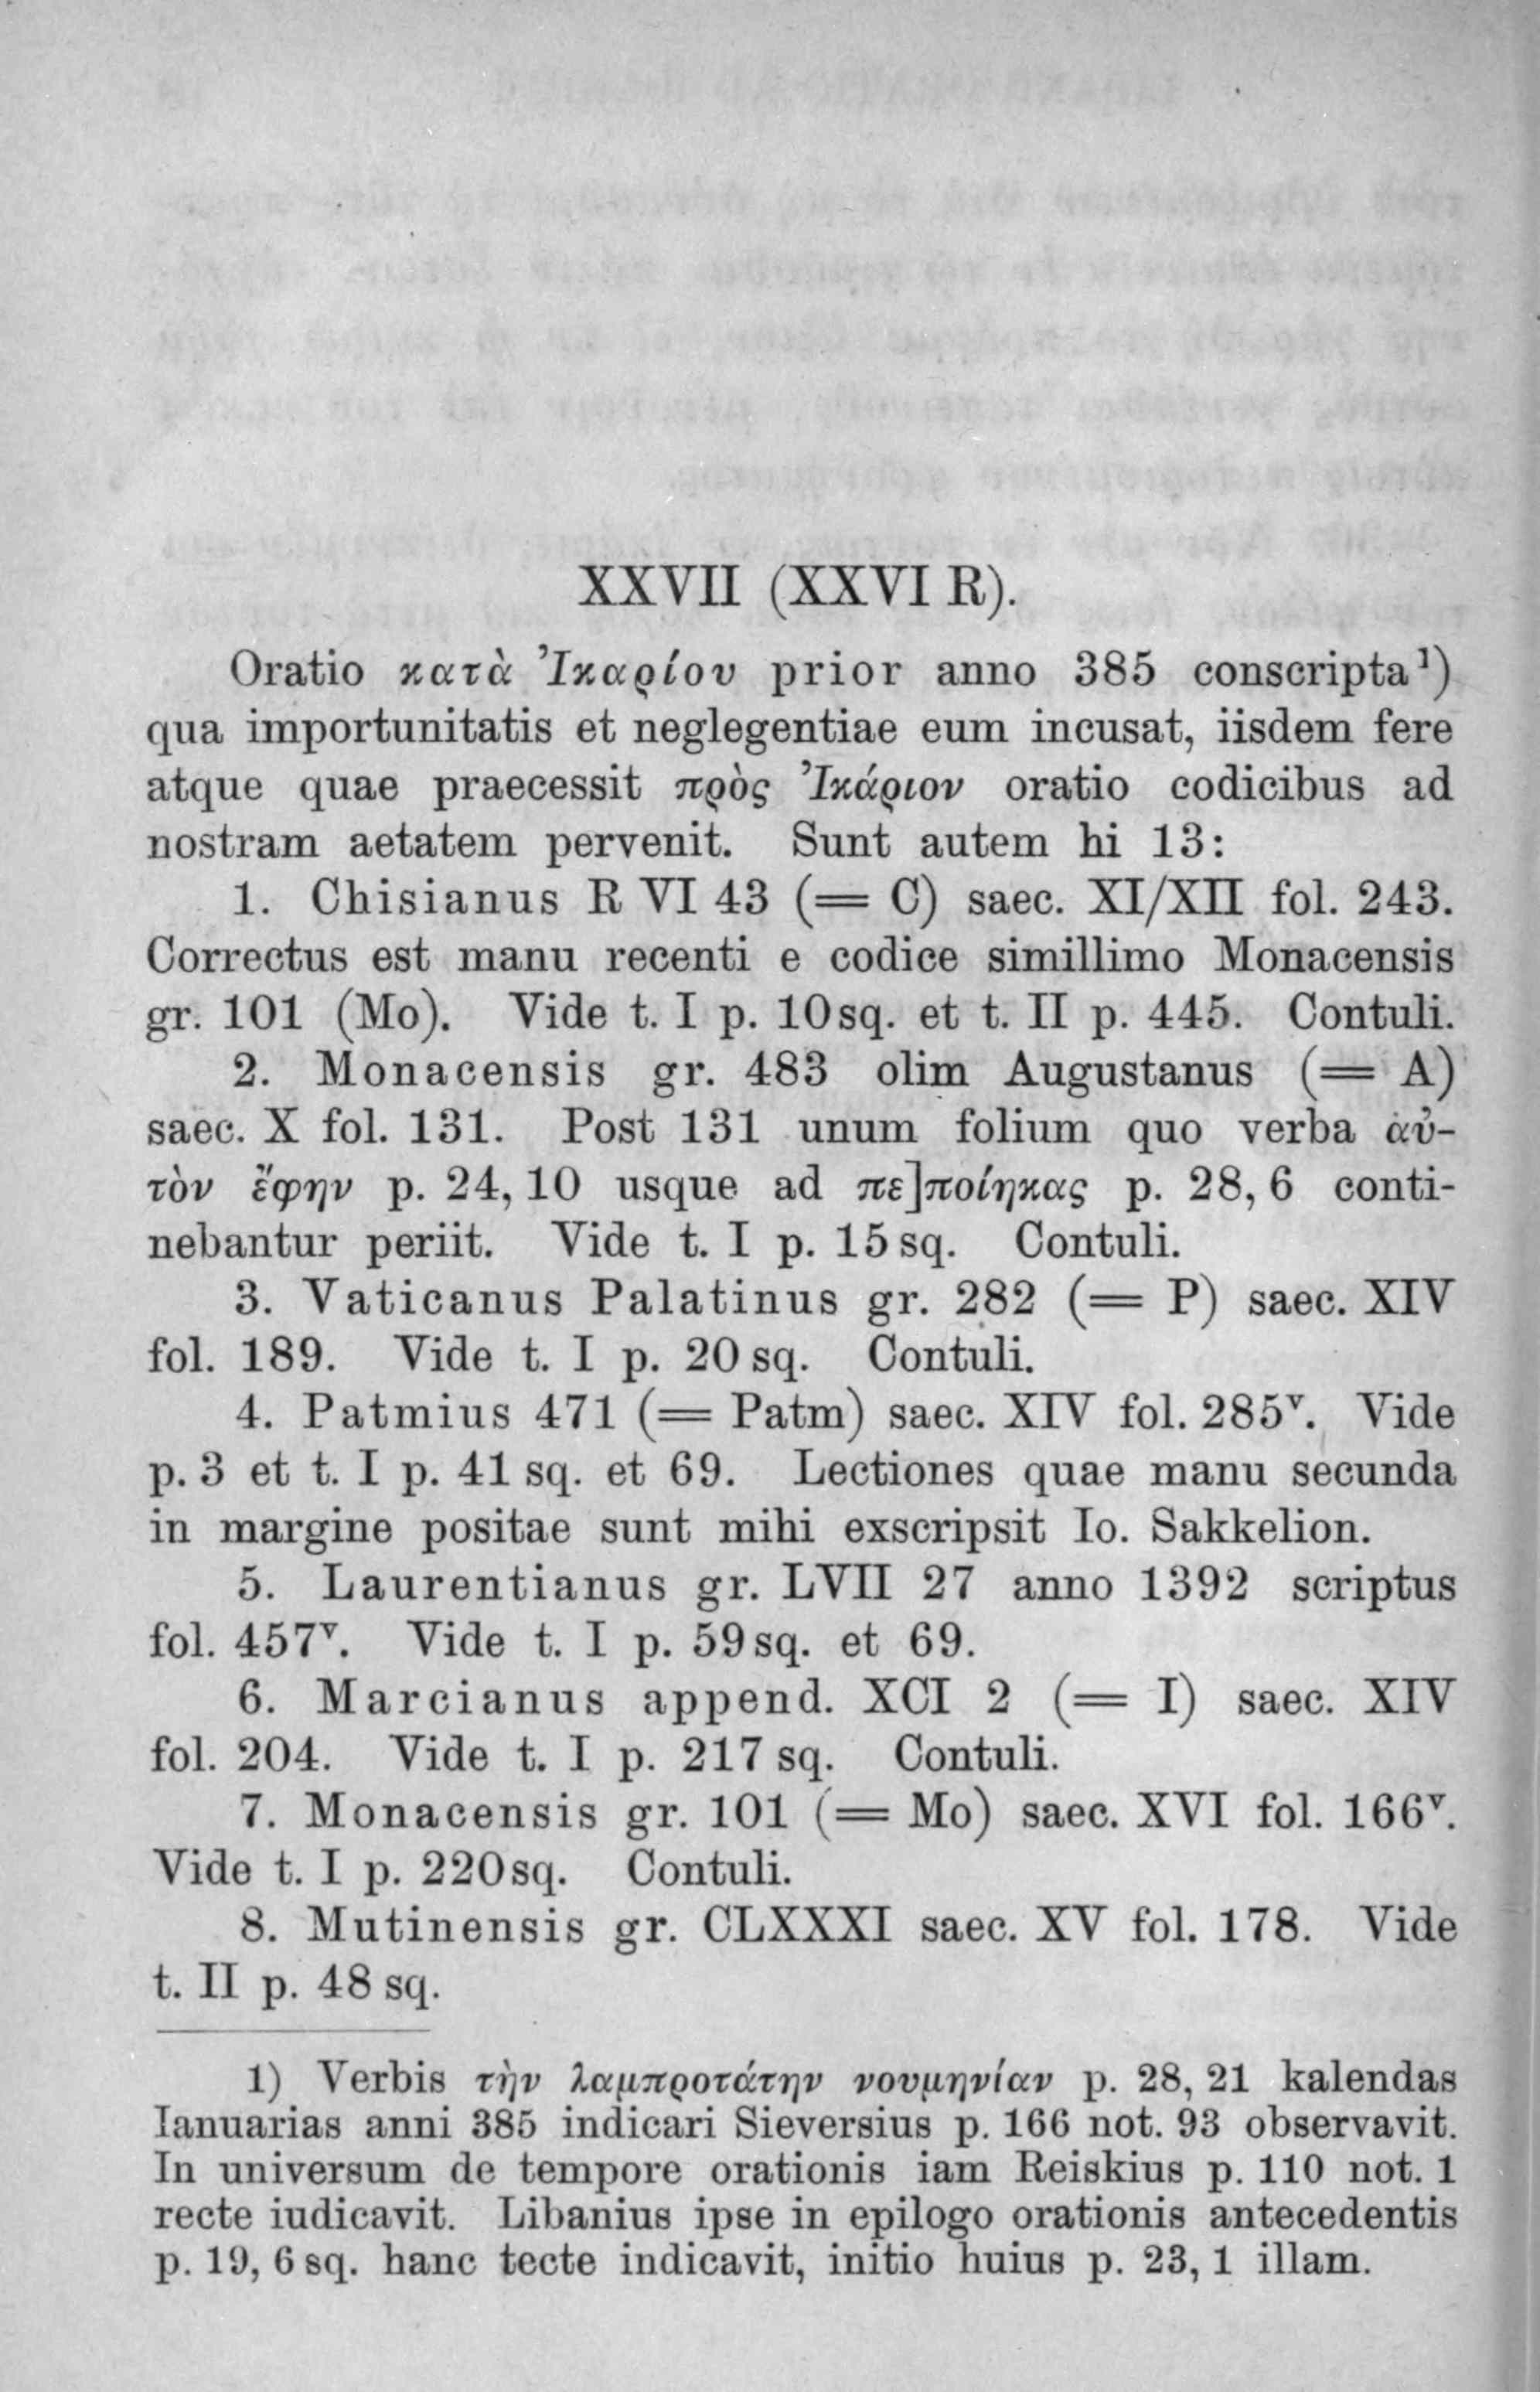 XXVII (XXVI R).
Oratio κατὰ Ἰκαρίου prior anno 385 conscripta¹)
qua importunitatis et neglegentiae eum incusat, iisdem fere
atque quae praecessit πρὸς Ἰκάριον oratio codicibus ad
nostram aetatem pervenit. Sunt autem hi 13:
1. Chisianus R VI 43 (= C) saec. XI/XII fol. 243.
Correctus est manu recenti e codice simillimo Monacensis
gr. 101 (Mo). Vide t. I p. 10 sq. et t. II p. 445. Contuli.
2. Monacensis gr. 483 olim Augustanus (= A)
saec. X fol. 131. Post 131 unum folium quo verba αὐ-
τὸν ἔφην p. 24, 10 usque ad πε]ποίηκας p. 28, 6 conti-
nebantur periit. Vide t. I p. 15 sq. Contuli.
3. Vaticanus Palatinus gr. 282 (= P) saec. XIV
fol. 189. Vide t. I p. 20 sq. Contuli.
4. Patmius 471 (= Patm) saec. XIV fol. 285ᵛ. Vide
p. 3 et t. I p. 41 sq. et 69. Lectiones quae manu secunda
in margine positae sunt mihi exscripsit Io. Sakkelion.
5. Laurentianus gr. LVII 27 anno 1392 scriptus
fol. 457ᵛ. Vide t. I p. 59 sq. et 69.
6. Marcianus append. XCI 2 (= I) saec. XIV
fol. 204. Vide t. I p. 217 sq. Contuli.
7. Monacensis gr. 101 (= Mo) saec. XVI fol. 166ᵛ.
Vide t. I p. 220 sq. Contuli.
8. Mutinensis gr. CLXXXI saec. XV fol. 178. Vide
t. II p. 48 sq.
1) Verbis τὴν λαμπροτάτην νουμηνίαν p. 28, 21 kalendas
Ianuarias anni 385 indicari Sieversius p. 166 not. 93 observavit.
In universum de tempore orationis iam Reiskius p. 110 not. 1
recte iudicavit. Libanius ipse in epilogo orationis antecedentis
p. 19, 6 sq. hanc tecte indicavit, initio huius p. 23, 1 illam.